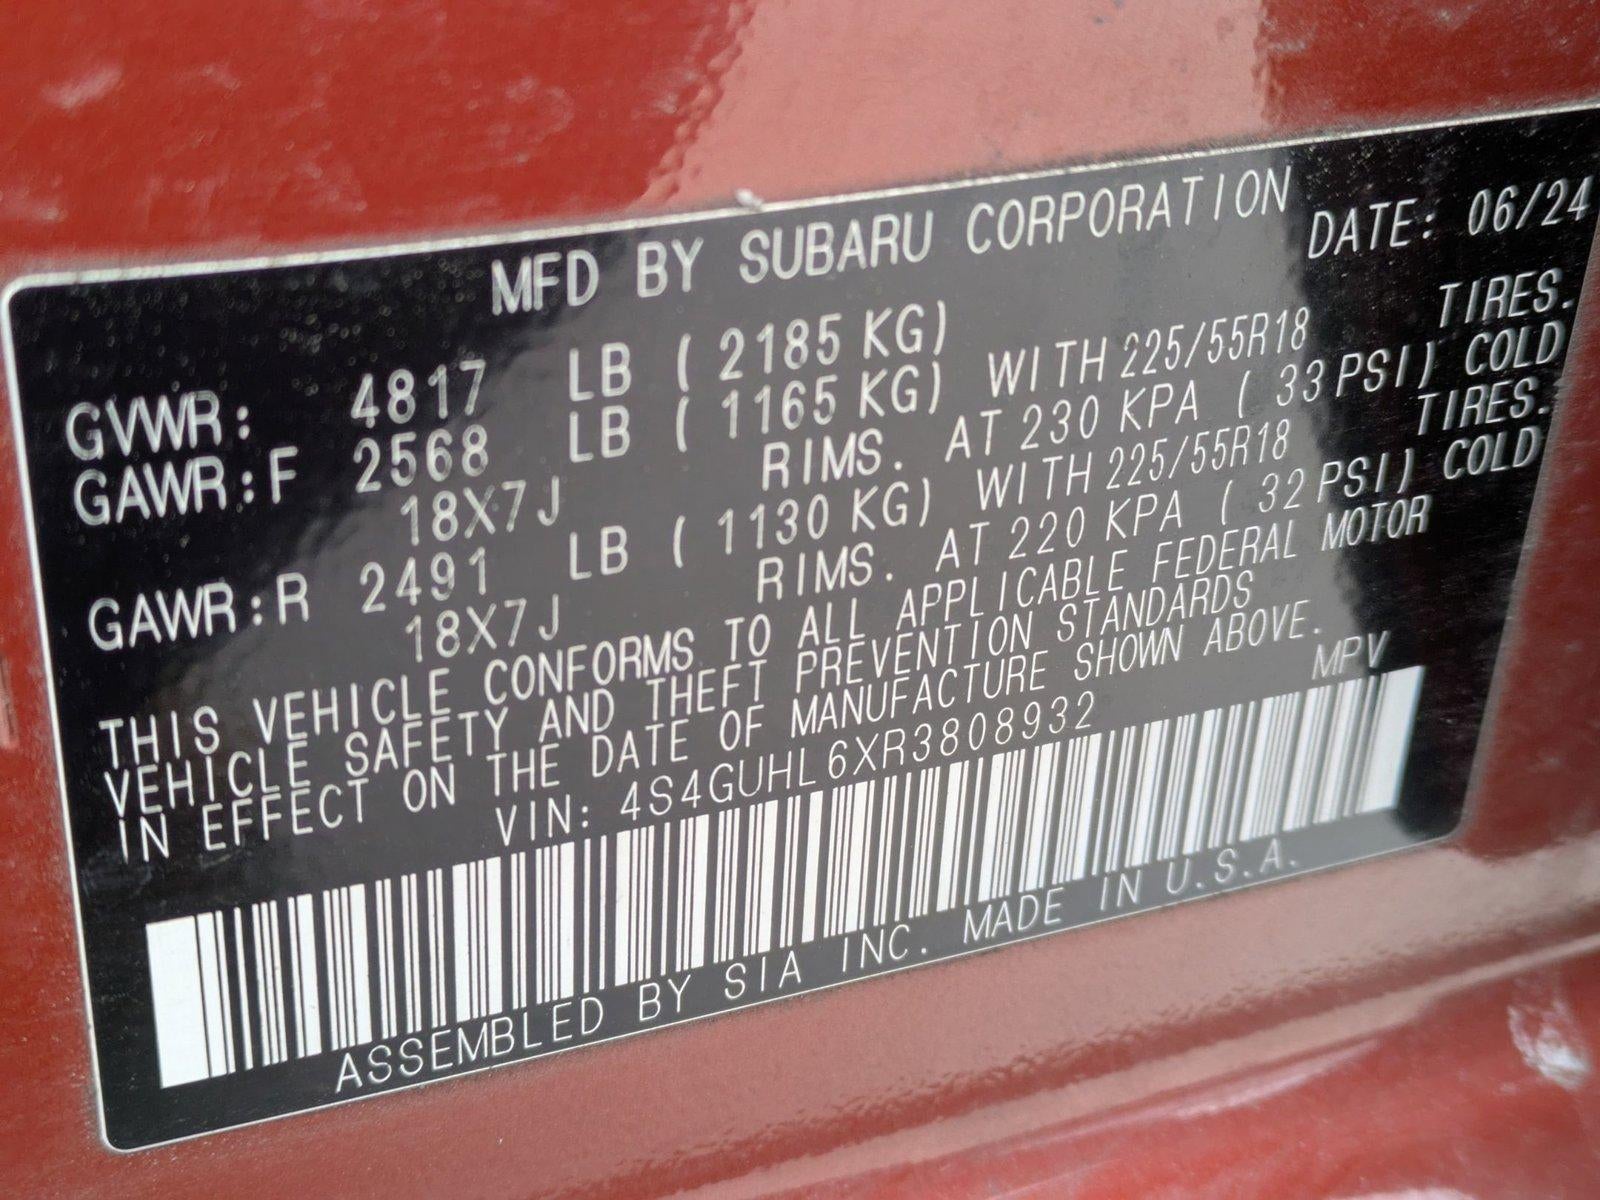 MFD BY SUBARU CORPORATION DATE: 06/24
GVWR: 4817 LB ( 2185 KG)
GAWR:F 2568 LB ( 1165 KG) WITH 225/55R18 TIRES.
18X7J RIMS. AT 230 KPA ( 33 PSI) COLD
GAWR:R 2491 LB ( 1130 KG) WITH 225/55R18 TIRES.
18X7J RIMS. AT 220 KPA ( 32 PSI) COLD
THIS VEHICLE CONFORMS TO ALL APPLICABLE FEDERAL MOTOR
VEHICLE SAFETY AND THEFT PREVENTION STANDARDS
IN EFFECT ON THE DATE OF MANUFACTURE SHOWN ABOVE.
VIN: 4S4GUHL6XR3808932 MPV
ASSEMBLED BY SIA INC. MADE IN U.S.A.